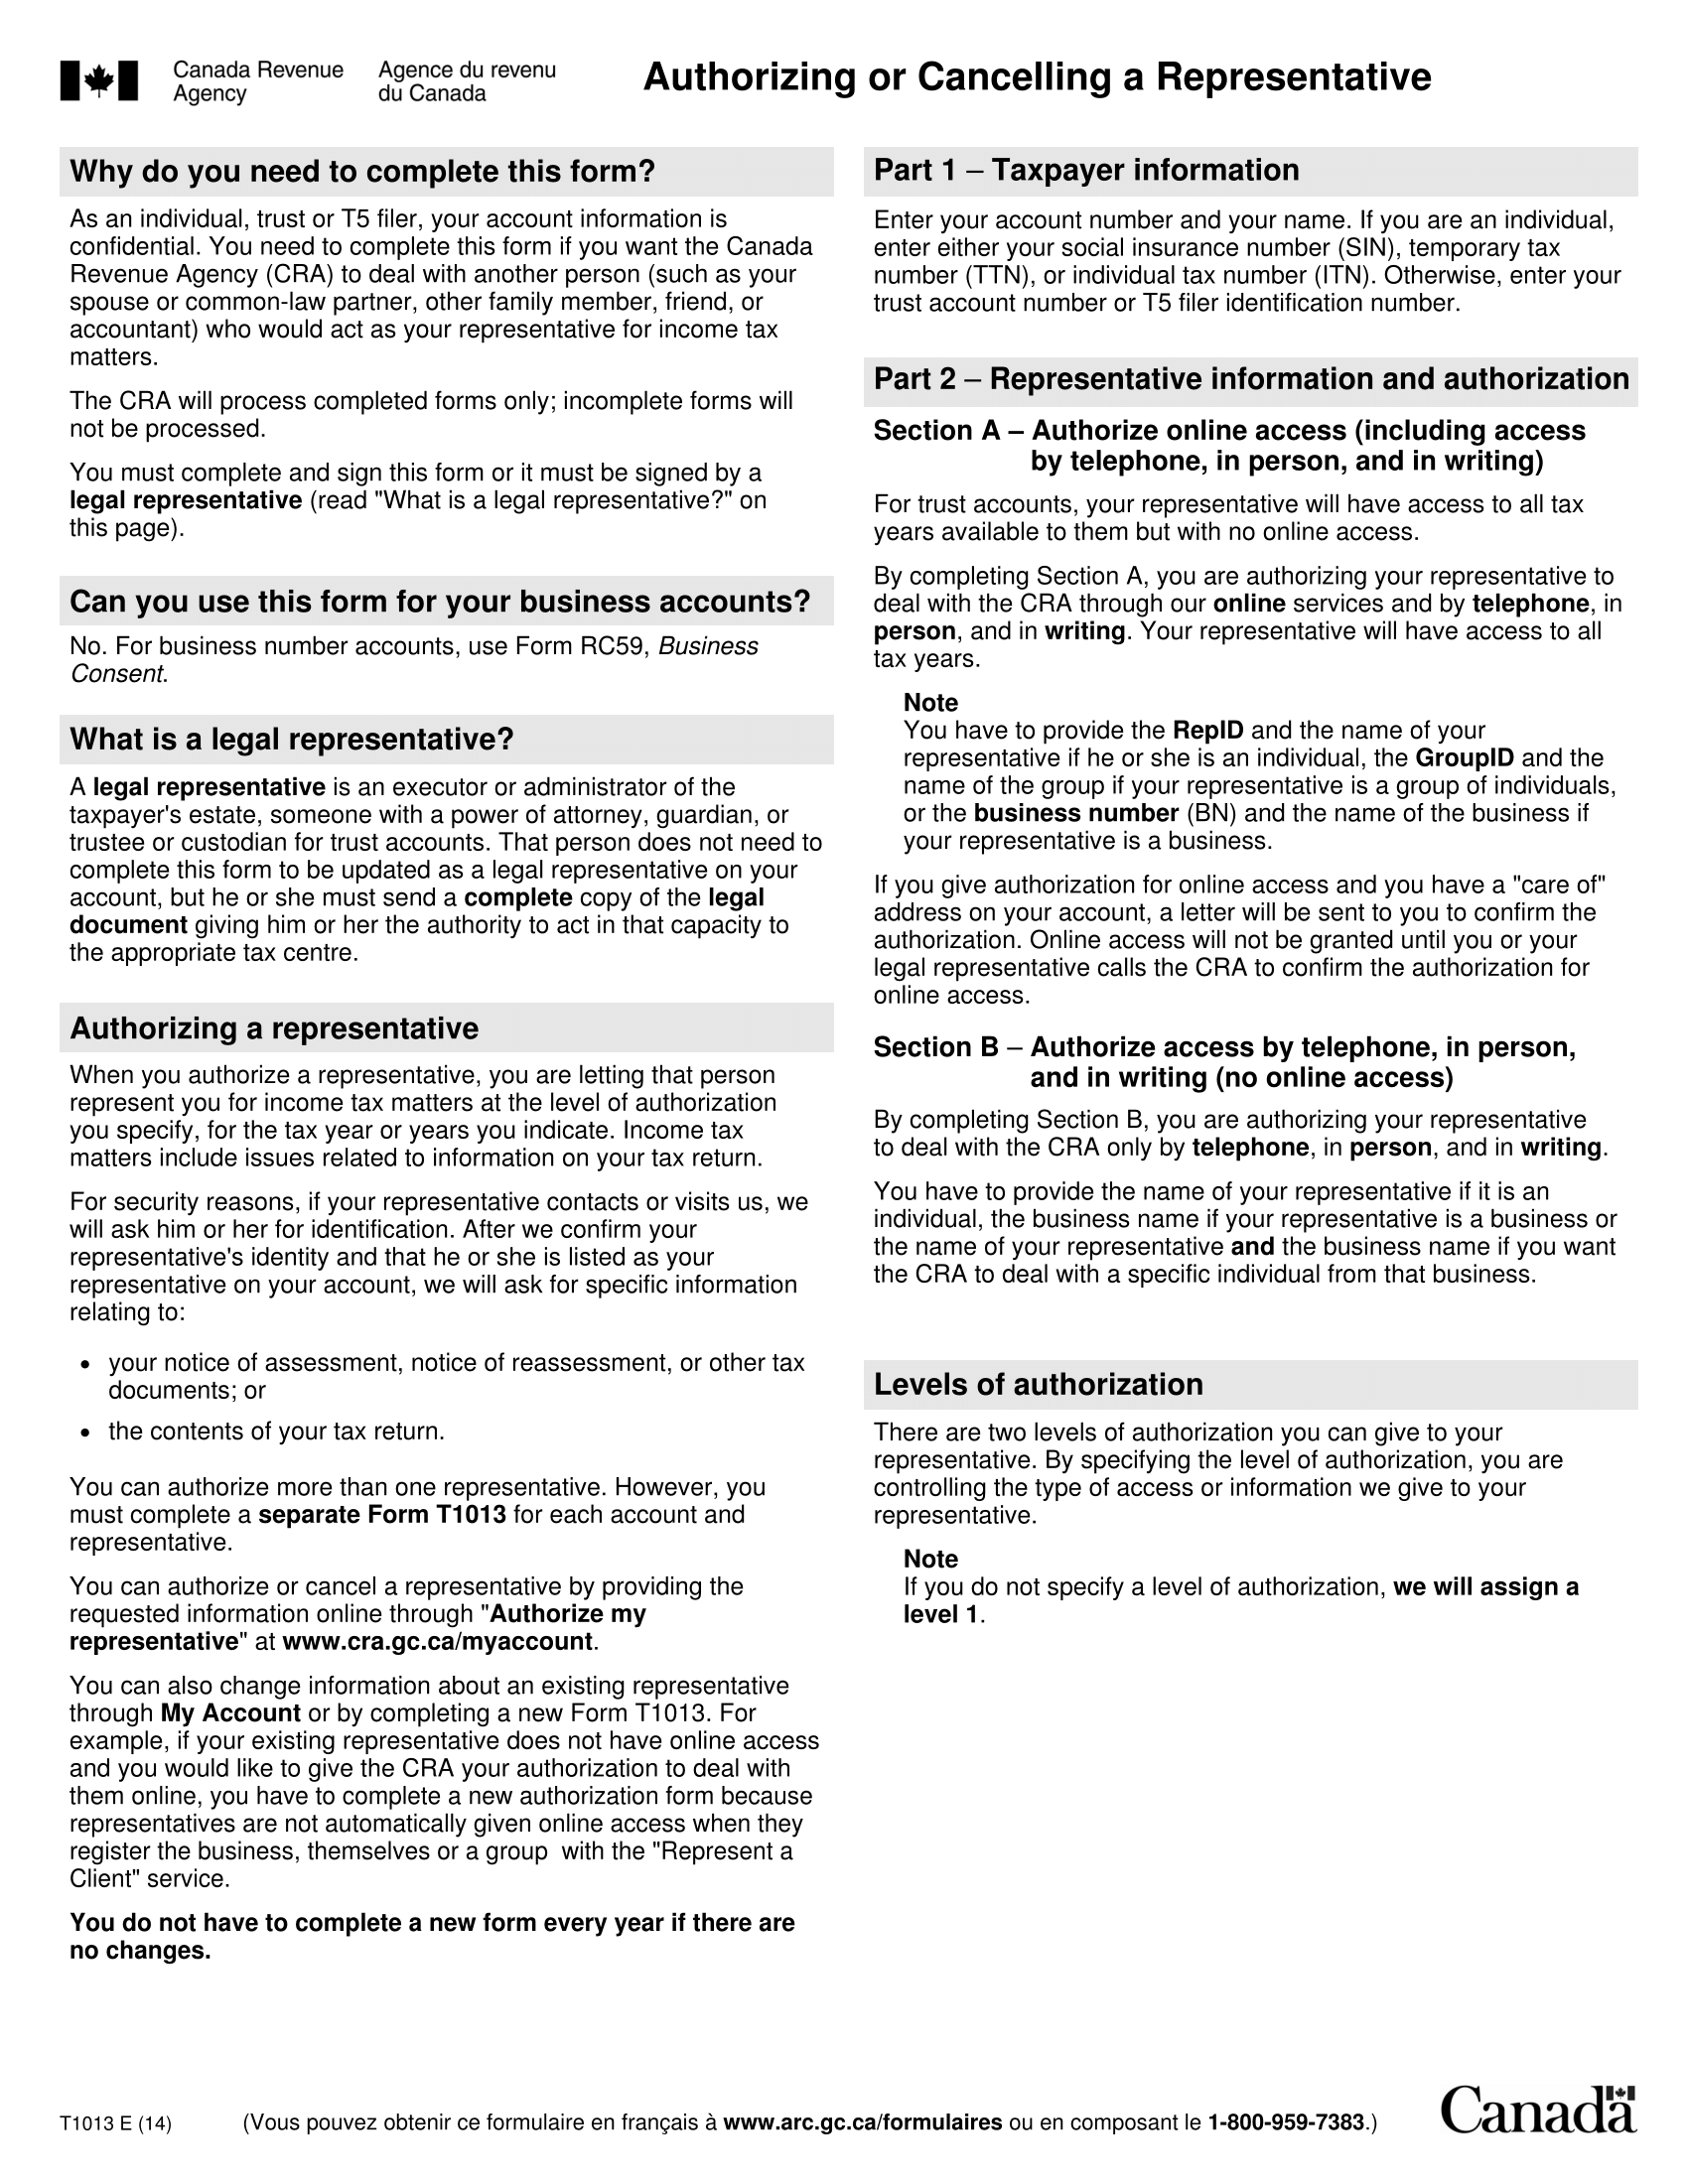 Canada Revenue
Agency
Agence du revenu
du Canada
Authorizing or Cancelling a Representative
Why do you need to complete this form?
As an individual, trust or T5 filer, your account information is
confidential. You need to complete this form if you want the Canada
Revenue Agency (CRA) to deal with another person (such as your
spouse or common-law partner, other family member, friend, or
accountant) who would act as your representative for income tax
matters.
The CRA will process completed forms only; incomplete forms will
not be processed.
You must complete and sign this form or it must be signed by a
legal representative (read "What is a legal representative?" on
this page).
Can you use this form for your business accounts?
No. For business number accounts, use Form RC59, Business
Consent.
What is a legal representative?
A legal representative is an executor or administrator of the
taxpayer's estate, someone with a power of attorney, guardian, or
trustee or custodian for trust accounts. That person does not need to
complete this form to be updated as a legal representative on your
account, but he or she must send a complete copy of the legal
document giving him or her the authority to act in that capacity to
the appropriate tax centre.
Authorizing a representative
When you authorize a representative, you are letting that person
represent you for income tax matters at the level of authorization
you specify, for the tax year or years you indicate. Income tax
matters include issues related to information on your tax return.
For security reasons, if your representative contacts or visits us, we
will ask him or her for identification. After we confirm your
representative's identity and that he or she is listed as your
representative on your account, we will ask for specific information
relating to:
• your notice of assessment, notice of reassessment, or other tax
documents; or
• the contents of your tax return.
You can authorize more than one representative. However, you
must complete a separate Form T1013 for each account and
representative.
You can authorize or cancel a representative by providing the
requested information online through "Authorize my
representative" at www.cra.gc.ca/myaccount.
You can also change information about an existing representative
through My Account or by completing a new Form T1013. For
example, if your existing representative does not have online access
and you would like to give the CRA your authorization to deal with
them online, you have to complete a new authorization form because
representatives are not automatically given online access when they
register the business, themselves or a group with the "Represent a
Client" service.
You do not have to complete a new form every year if there are
no changes.
Part 1 – Taxpayer information
Enter your account number and your name. If you are an individual,
enter either your social insurance number (SIN), temporary tax
number (TTN), or individual tax number (ITN). Otherwise, enter your
trust account number or T5 filer identification number.
Part 2 – Representative information and authorization
Section A – Authorize online access (including access
by telephone, in person, and in writing)
For trust accounts, your representative will have access to all tax
years available to them but with no online access.
By completing Section A, you are authorizing your representative to
deal with the CRA through our online services and by telephone, in
person, and in writing. Your representative will have access to all
tax years.
Note
You have to provide the RepID and the name of your
representative if he or she is an individual, the GroupID and the
name of the group if your representative is a group of individuals,
or the business number (BN) and the name of the business if
your representative is a business.
If you give authorization for online access and you have a "care of"
address on your account, a letter will be sent to you to confirm the
authorization. Online access will not be granted until you or your
legal representative calls the CRA to confirm the authorization for
online access.
Section B – Authorize access by telephone, in person,
and in writing (no online access)
By completing Section B, you are authorizing your representative
to deal with the CRA only by telephone, in person, and in writing.
You have to provide the name of your representative if it is an
individual, the business name if your representative is a business or
the name of your representative and the business name if you want
the CRA to deal with a specific individual from that business.
Levels of authorization
There are two levels of authorization you can give to your
representative. By specifying the level of authorization, you are
controlling the type of access or information we give to your
representative.
Note
If you do not specify a level of authorization, we will assign a
level 1.
T1013 E (14)
(Vous pouvez obtenir ce formulaire en français à www.arc.gc.ca/formulaires ou en composant le 1-800-959-7383.)
Canada